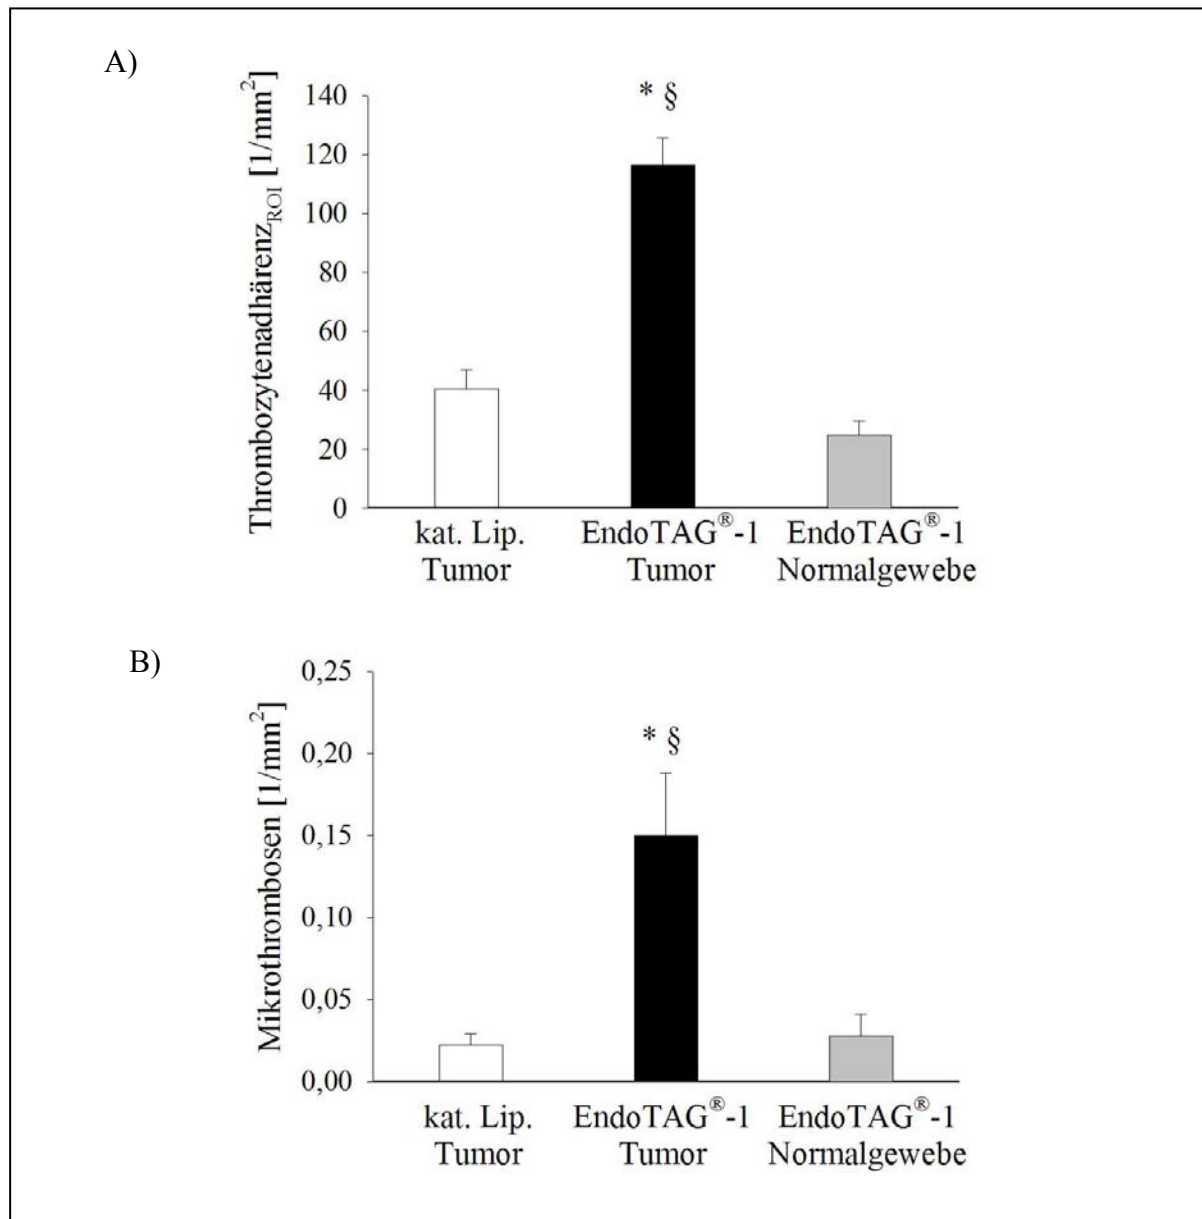 A)
Thrombozytenadhärenz_ROI [1/mm²]
140
120
100
80
60
40
20
0
* §
kat. Lip.
Tumor
EndoTAG®-1
Tumor
EndoTAG®-1
Normalgewebe
B)
Mikrothrombosen [1/mm²]
0,25
0,20
0,15
0,10
0,05
0,00
* §
kat. Lip.
Tumor
EndoTAG®-1
Tumor
EndoTAG®-1
Normalgewebe